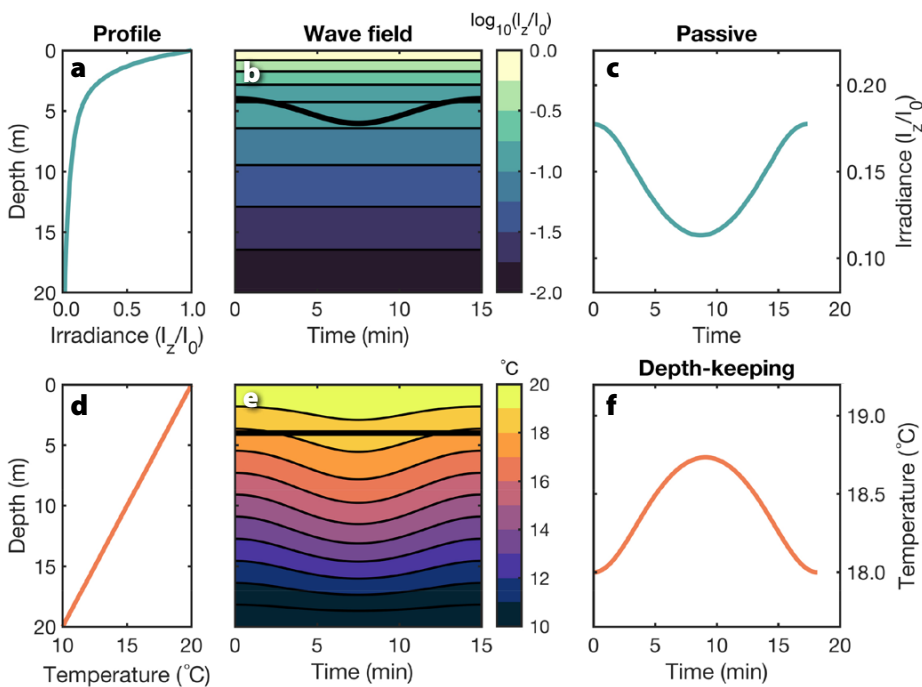 Profile
Wave field
log10(Iz/I0)
Passive
a
b
c
0
5
10
15
20
Depth (m)
0.0
0.5
1.0
Irradiance (Iz/I0)
0
5
10
15
Time (min)
0.0
-0.5
-1.0
-1.5
-2.0
0.20
0.15
0.10
Irradiance (Iz/I0)
0
5
10
15
20
Time
°C
Depth-keeping
d
e
f
0
5
10
15
20
Depth (m)
10
15
20
Temperature (°C)
0
5
10
15
Time (min)
20
18
16
14
12
10
19.0
18.5
18.0
Temperature (°C)
0
5
10
15
20
Time (min)